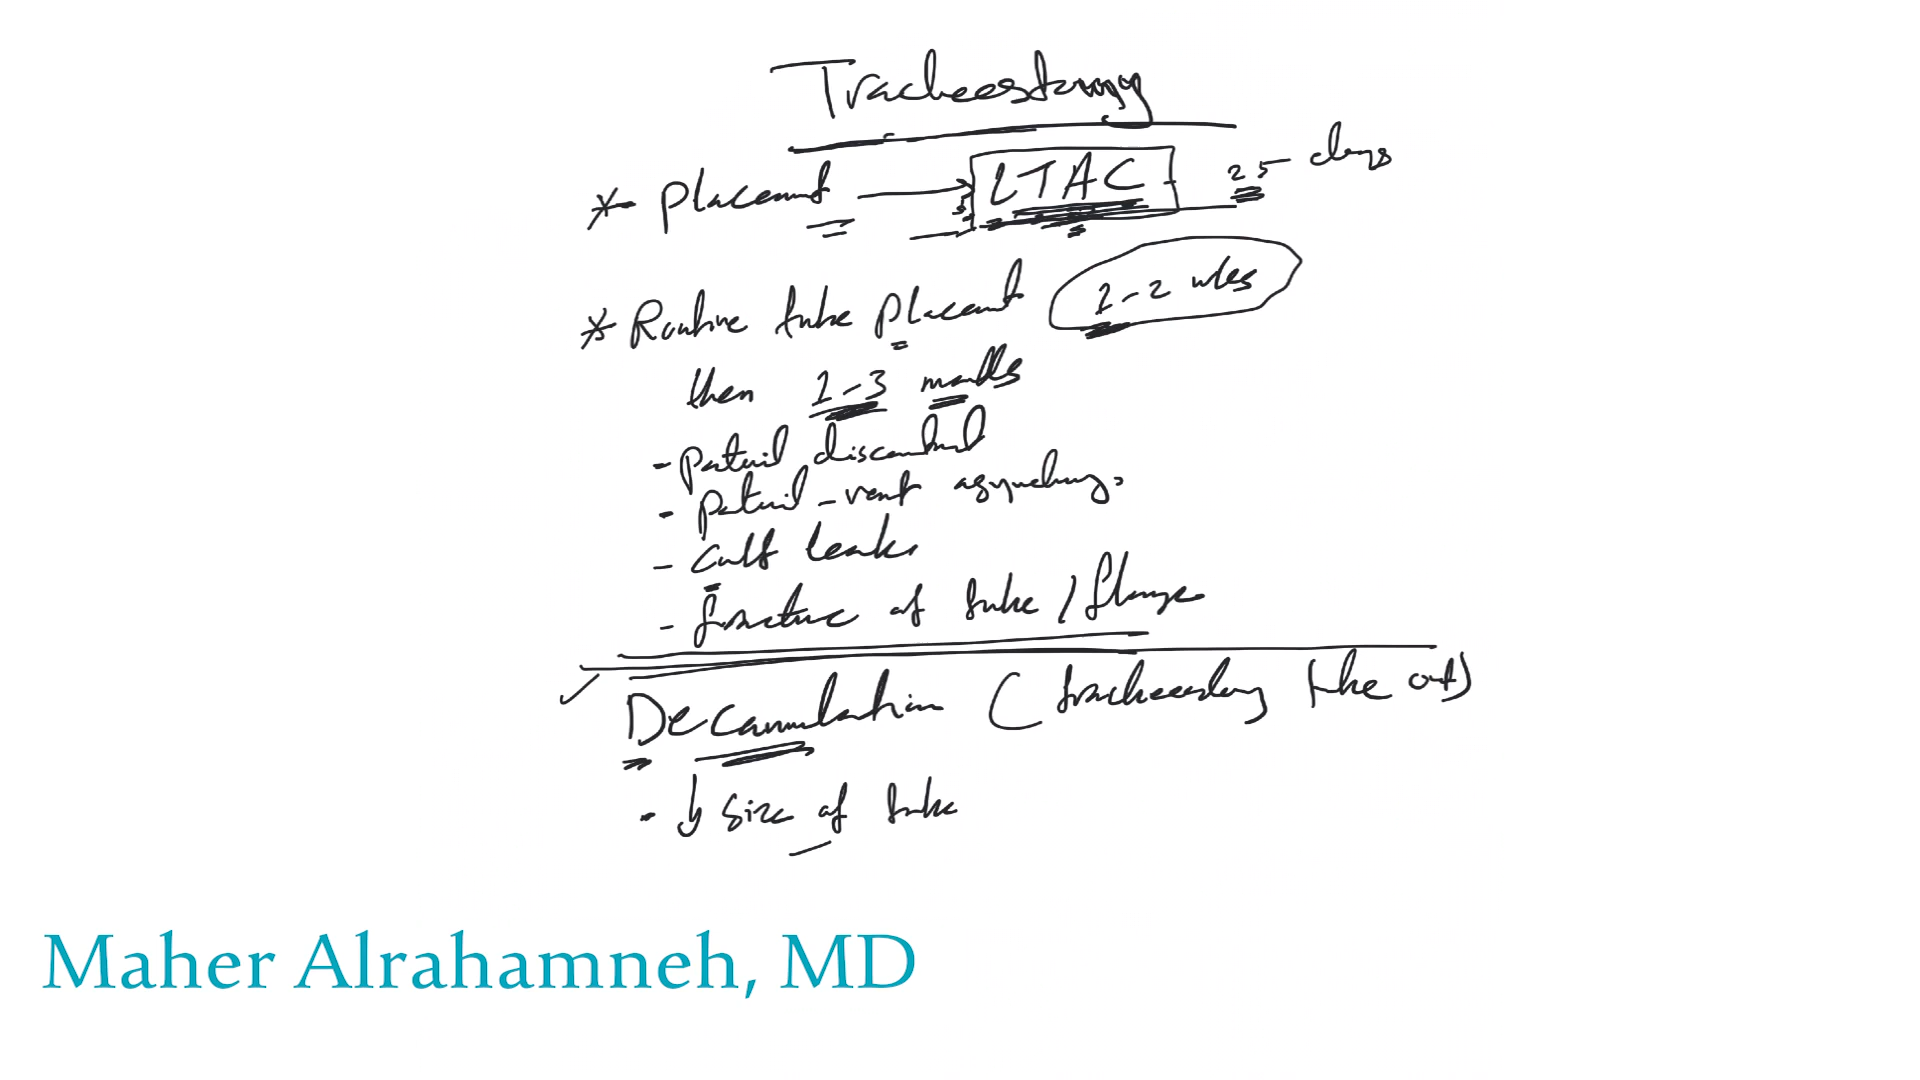 Tracheostomy
* Placement → LTAC 25 days
* Routine tube placement 1-2 wks
then 1-3 months
- patient discomfort
- patient-vent asynchrony.
- cuff leaks
- fracture of tube / flange
✓ Decannulation (tracheostomy tube out)
- ↓ size of tube
Maher Alrahamneh, MD